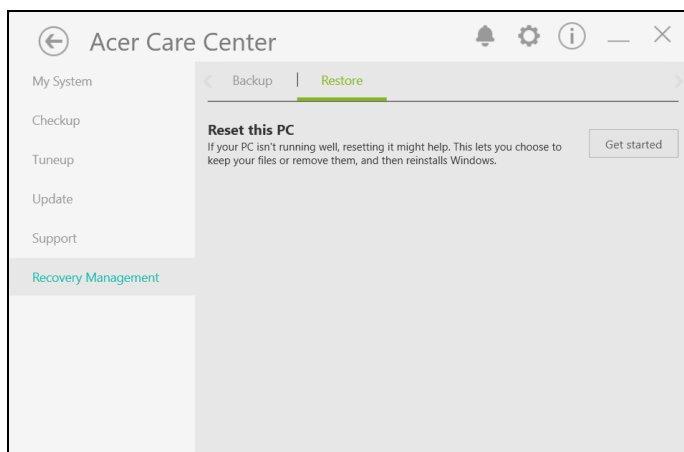 Acer Care Center
My System
Checkup
Tuneup
Update
Support
Recovery Management
Backup | Restore
Reset this PC
If your PC isn't running well, resetting it might help. This lets you choose to
keep your files or remove them, and then reinstalls Windows.
Get started